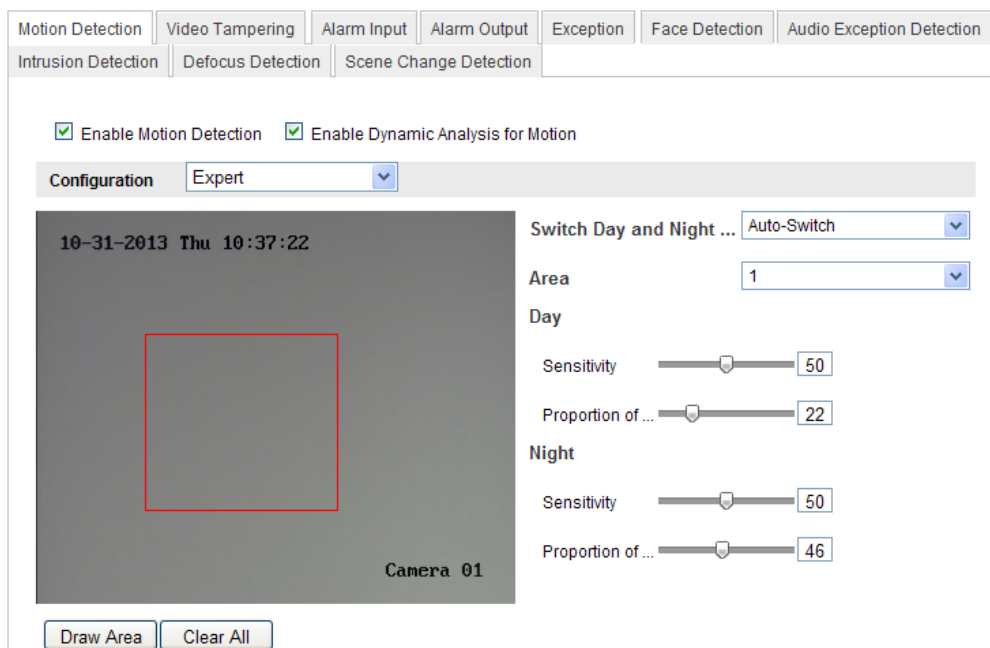 Motion Detection Video Tampering Alarm Input Alarm Output Exception Face Detection Audio Exception Detection
Intrusion Detection Defocus Detection Scene Change Detection
Enable Motion Detection Enable Dynamic Analysis for Motion
Configuration Expert
10-31-2013 Thu 10:37:22
Camera 01
Switch Day and Night ... Auto-Switch
Area 1
Day
Sensitivity 50
Proportion of ... 22
Night
Sensitivity 50
Proportion of ... 46
Draw Area Clear All